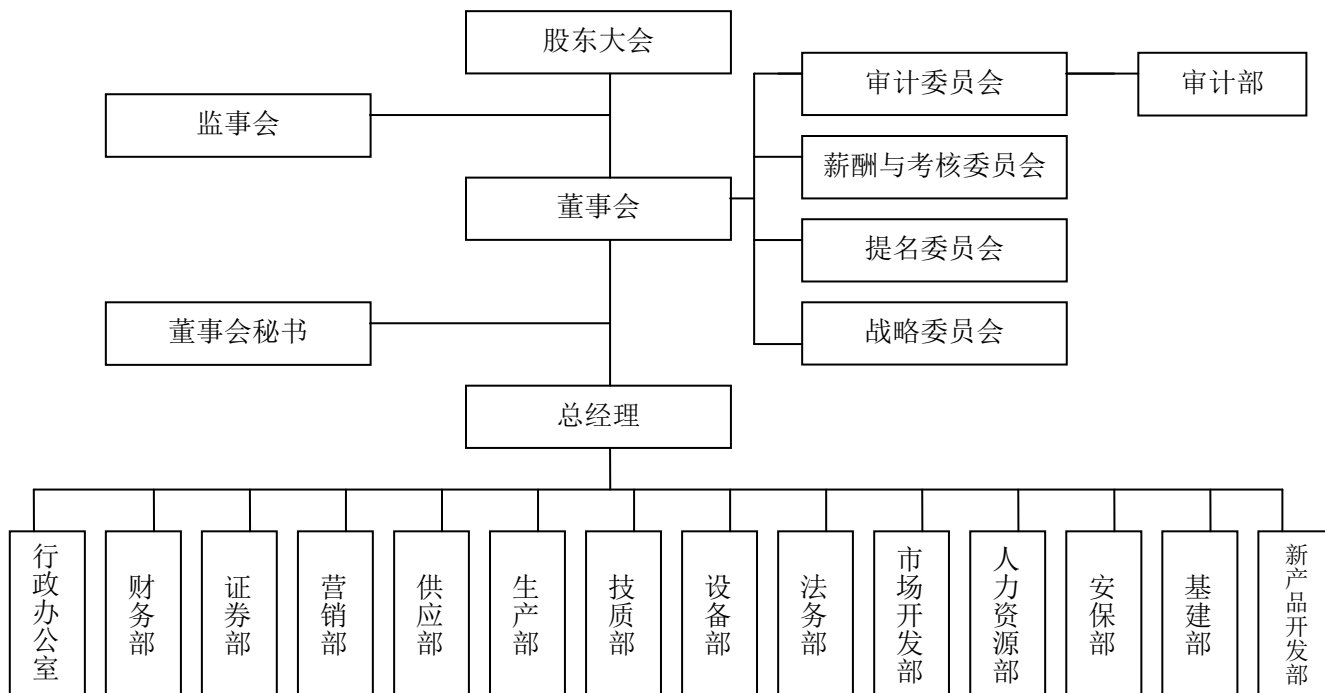 股东大会
审计委员会
审计部
监事会
薪酬与考核委员会
董事会
提名委员会
董事会秘书
战略委员会
总经理
行政办公室
财务部
证券部
营销部
供应部
生产部
技质部
设备部
法务部
市场开发部
人力资源部
安保部
基建部
新产品开发部